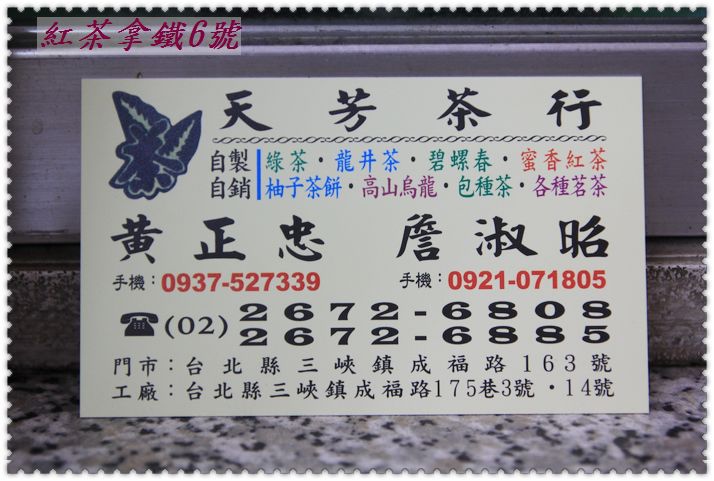 紅茶拿鐵6號
天芳茶行
自製 綠茶・龍井茶・碧螺春・蜜香紅茶
自銷 柚子茶餅・高山烏龍・包種茶・各種茗茶
黃正忠 詹淑昭
手機：0937-527339 手機：0921-071805
(02) 2672-6808
2672-6885
門市：台北縣三峽鎮成福路163號
工廠：台北縣三峽鎮成福路175巷3號・14號